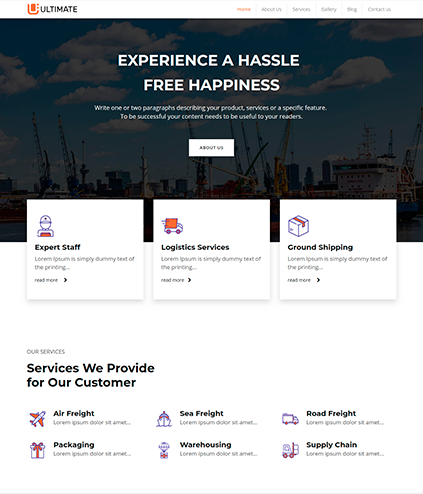 ULTIMATE
Home About Us Services Gallery Blog Contact us
EXPERIENCE A HASSLE
FREE HAPPINESS
Write one or two paragraphs describing your product, services or a specific feature.
To be successful your content needs to be useful to your readers.
ABOUT US
Expert Staff
Lorem Ipsum is simply dummy text of
the printing...
read more
Logistics Services
Lorem Ipsum is simply dummy text of
the printing...
read more
Ground Shipping
Lorem Ipsum is simply dummy text of
the printing...
read more
OUR SERVICES
Services We Provide
for Our Customer
Air Freight
Lorem ipsum dolor sit amet...
Sea Freight
Lorem ipsum dolor sit amet...
Road Freight
Lorem ipsum dolor sit amet...
Packaging
Lorem ipsum dolor sit amet...
Warehousing
Lorem ipsum dolor sit amet...
Supply Chain
Lorem ipsum dolor sit amet...